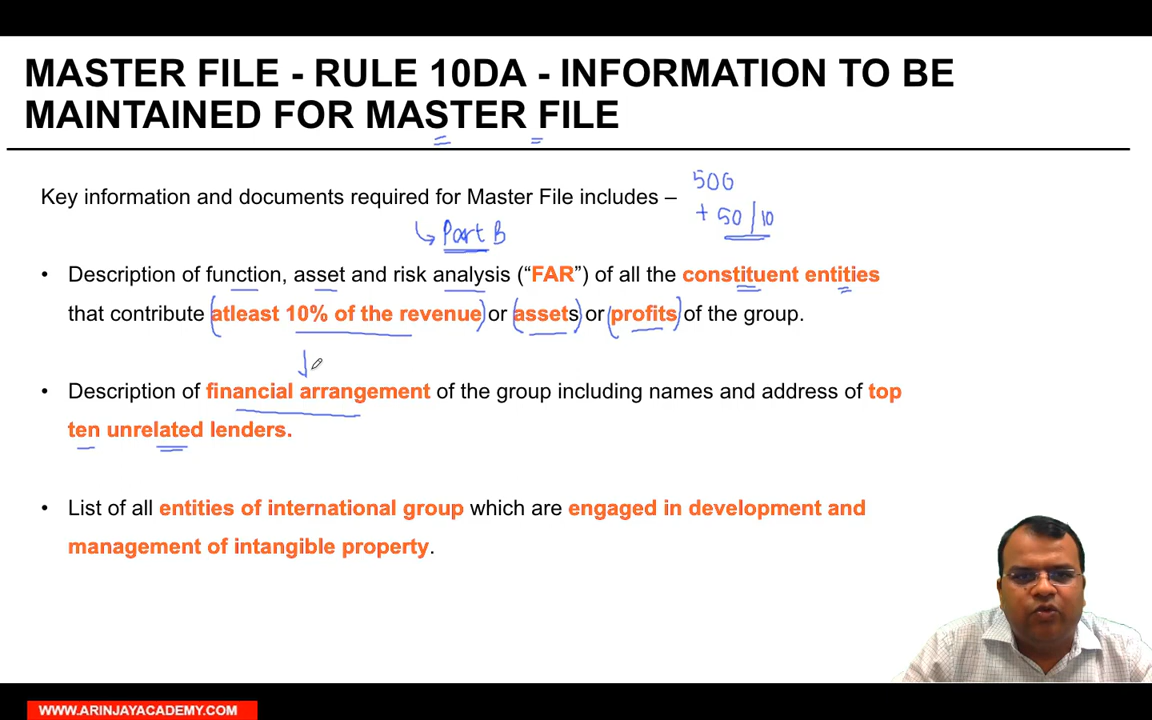 MASTER FILE - RULE 10DA - INFORMATION TO BE
MAINTAINED FOR MASTER FILE
Key information and documents required for Master File includes –
500
+ 50 / 10
Part B
• Description of function, asset and risk analysis (“FAR”) of all the constituent entities
that contribute atleast 10% of the revenue or assets or profits of the group.
• Description of financial arrangement of the group including names and address of top
ten unrelated lenders.
• List of all entities of international group which are engaged in development and
management of intangible property.
WWW.ARINJAYACADEMY.COM